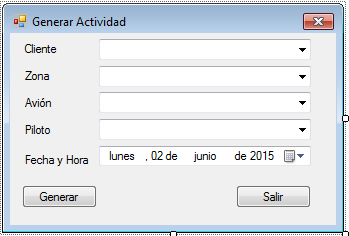 Generar Actividad
Cliente
Zona
Avión
Piloto
Fecha y Hora lunes , 02 de junio de 2015
Generar Salir